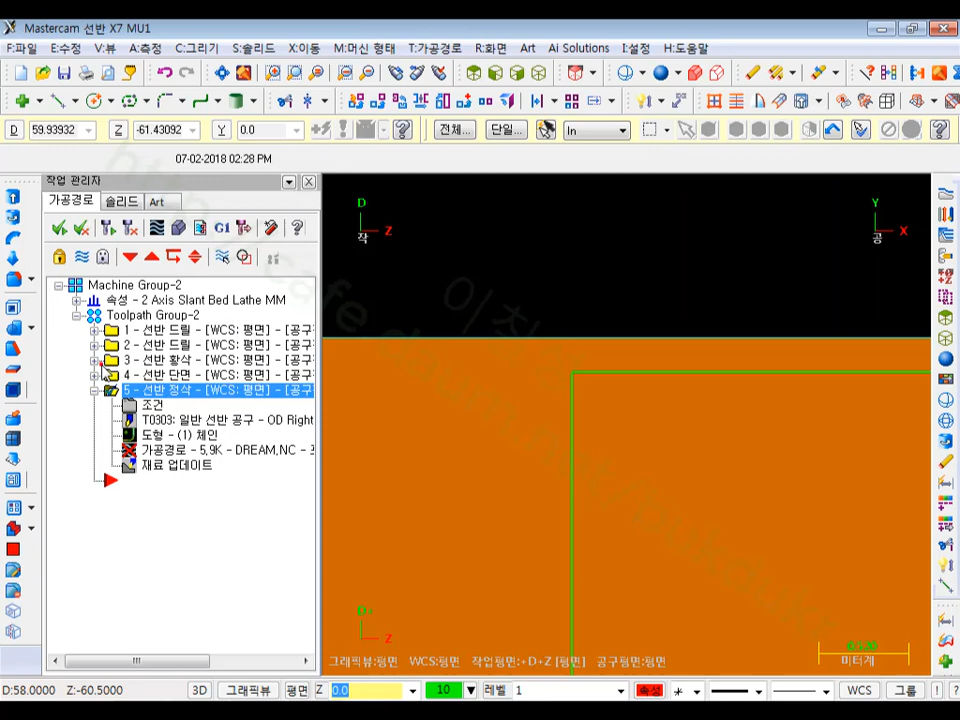 Mastercam 선반 X7 MU1
F:파일 E:수정 V:뷰 A:측정 C:그리기 S:솔리드 X:이동 M:머신 형태 T:가공경로 R:화면 Art Ai Solutions I:설정 H:도움말
D 59.93932 Z -61.43092 Y 0.0 전체... 단일... In
07-02-2018 02:28 PM
작업 관리자
가공경로 솔리드 Art
G1
Machine Group-2
속성 - 2 Axis Slant Bed Lathe MM
Toolpath Group-2
1 - 선반 드릴 - [WCS: 평면] - [공구
2 - 선반 드릴 - [WCS: 평면] - [공구
3 - 선반 황삭 - [WCS: 평면] - [공구
4 - 선반 단면 - [WCS: 평면] - [공구
5 - 선반 정삭 - [WCS: 평면] - [공구
조건
T0303: 일반 선반 공구 - OD Right
도형 - (1) 체인
가공경로 - 5.9K - DREAM.NC - 프
재료 업데이트
D
Z
작
Y
X
공
D+
Z
그래픽뷰:평면 WCS:평면 작업평면:+D+Z [평면] 공구평면:평면
미터계
D:58.0000 Z:-60.5000 3D 그래픽뷰 평면 Z 0.0 10 레벨 1 속성 WCS 그룹 ! ?